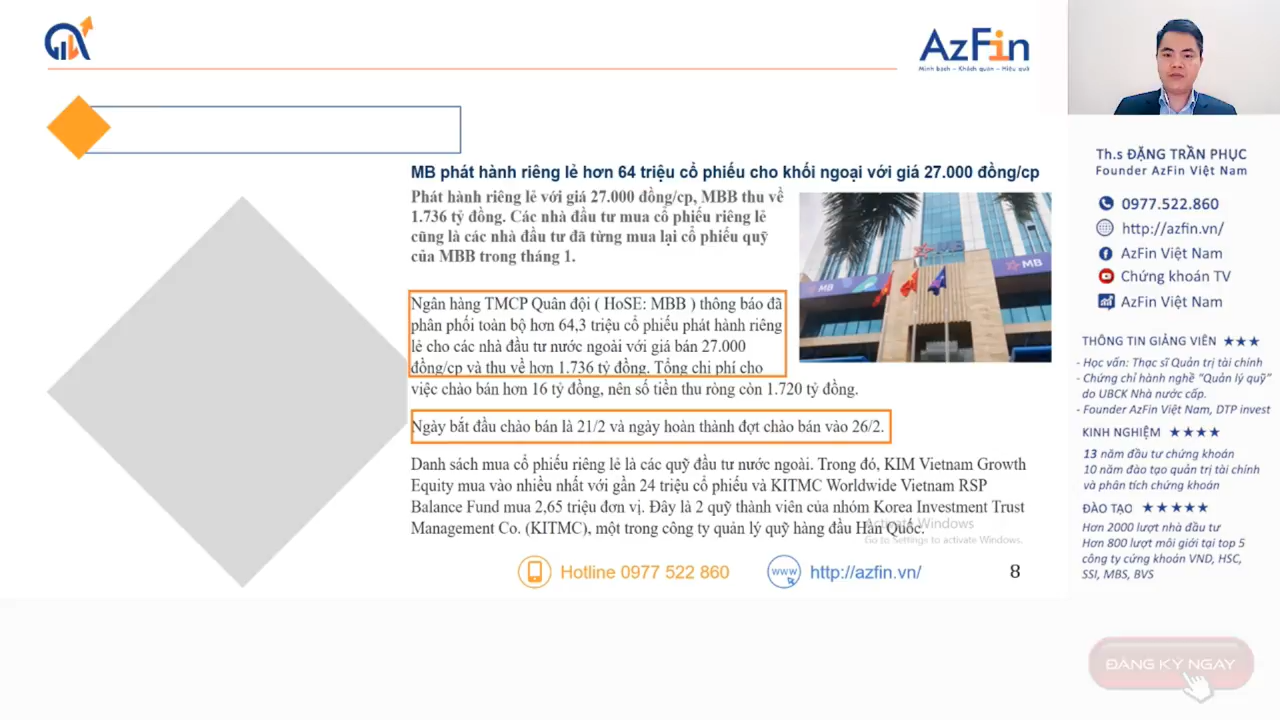 AzFin
Minh bạch – Khách quan – Hiệu quả
MB phát hành riêng lẻ hơn 64 triệu cổ phiếu cho khối ngoại với giá 27.000 đồng/cp
Phát hành riêng lẻ với giá 27.000 đồng/cp, MBB thu về
1.736 tỷ đồng. Các nhà đầu tư mua cổ phiếu riêng lẻ
cũng là các nhà đầu tư đã từng mua lại cổ phiếu quỹ
của MBB trong tháng 1.
MB
MB
Ngân hàng TMCP Quân đội ( HoSE: MBB ) thông báo đã
phân phối toàn bộ hơn 64,3 triệu cổ phiếu phát hành riêng
lẻ cho các nhà đầu tư nước ngoài với giá bán 27.000
đồng/cp và thu về hơn 1.736 tỷ đồng. Tổng chi phí cho
việc chào bán hơn 16 tỷ đồng, nên số tiền thu ròng còn 1.720 tỷ đồng.
Ngày bắt đầu chào bán là 21/2 và ngày hoàn thành đợt chào bán vào 26/2.
Danh sách mua cổ phiếu riêng lẻ là các quỹ đầu tư nước ngoài. Trong đó, KIM Vietnam Growth
Equity mua vào nhiều nhất với gần 24 triệu cổ phiếu và KITMC Worldwide Vietnam RSP
Balance Fund mua 2,65 triệu đơn vị. Đây là 2 quỹ thành viên của nhóm Korea Investment Trust
Management Co. (KITMC), một trong công ty quản lý quỹ hàng đầu Hàn Quốc.
Activate Windows
Go to Settings to activate Windows.
Hotline 0977 522 860
www
http://azfin.vn/
8
Th.s ĐẶNG TRẦN PHỤC
Founder AzFin Việt Nam
0977.522.860
http://azfin.vn/
AzFin Việt Nam
Chứng khoán TV
AzFin Việt Nam
THÔNG TIN GIẢNG VIÊN ★★★
- Học vấn: Thạc sĩ Quản trị tài chính
- Chứng chỉ hành nghề "Quản lý quỹ"
do UBCK Nhà nước cấp.
- Founder AzFin Việt Nam, DTP invest
KINH NGHIỆM ★★★★
13 năm đầu tư chứng khoán
10 năm đào tạo quản trị tài chính
và phân tích chứng khoán
ĐÀO TẠO ★★★★★
Hơn 2000 lượt nhà đầu tư
Hơn 800 lượt môi giới tại top 5
công ty cứng khoán VND, HSC,
SSI, MBS, BVS
ĐĂNG KÝ NGAY